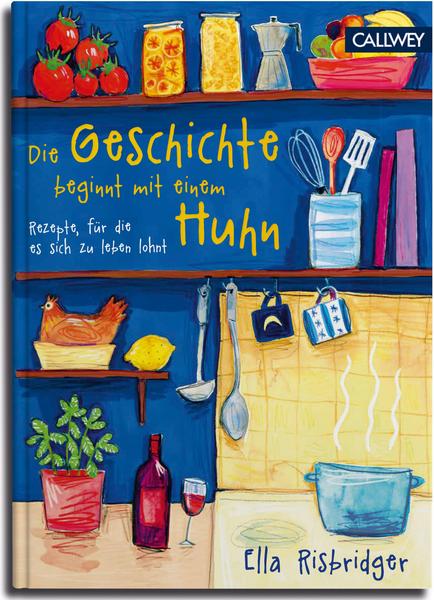 CALLWEY
Die Geschichte
beginnt mit einem
Huhn
Rezepte, für die
es sich zu leben lohnt
Ella Risbridger